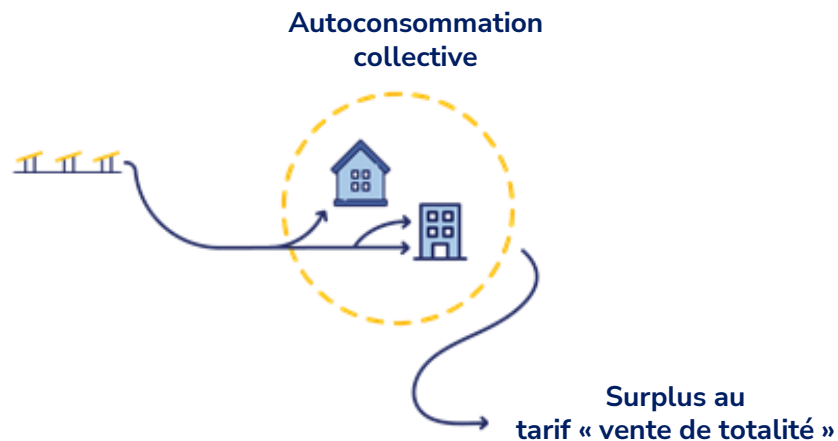 Autoconsommation
collective
Surplus au
tarif « vente de totalité »